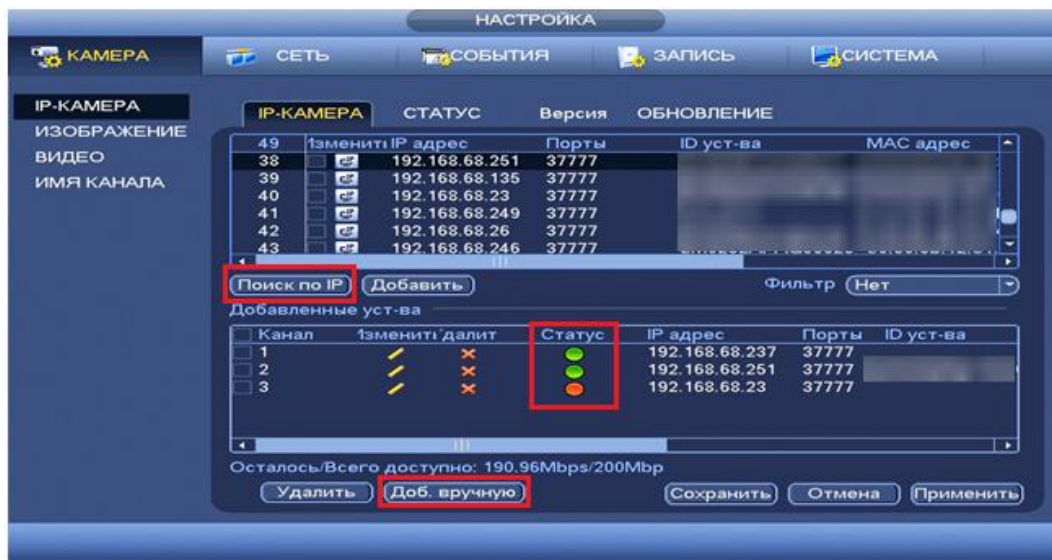 НАСТРОЙКА
КАМЕРА СЕТЬ СОБЫТИЯ ЗАПИСЬ СИСТЕМА
IP-КАМЕРА
ИЗОБРАЖЕНИЕ
ВИДЕО
ИМЯ КАНАЛА
IP-КАМЕРА СТАТУС Версия ОБНОВЛЕНИЕ
49 Изменить IP адрес Порты ID уст-ва MAC адрес
38 192.168.68.251 37777
39 192.168.68.135 37777
40 192.168.68.23 37777
41 192.168.68.249 37777
42 192.168.68.26 37777
43 192.168.68.246 37777
Поиск по IP Добавить Фильтр Нет
Добавленные уст-ва
Канал Изменить далит Статус IP адрес Порты ID уст-ва
1 192.168.68.237 37777
2 192.168.68.251 37777
3 192.168.68.23 37777
Осталось/Всего доступно: 190.96Mbps/200Mbp
Удалить Доб. вручную Сохранить Отмена Применить